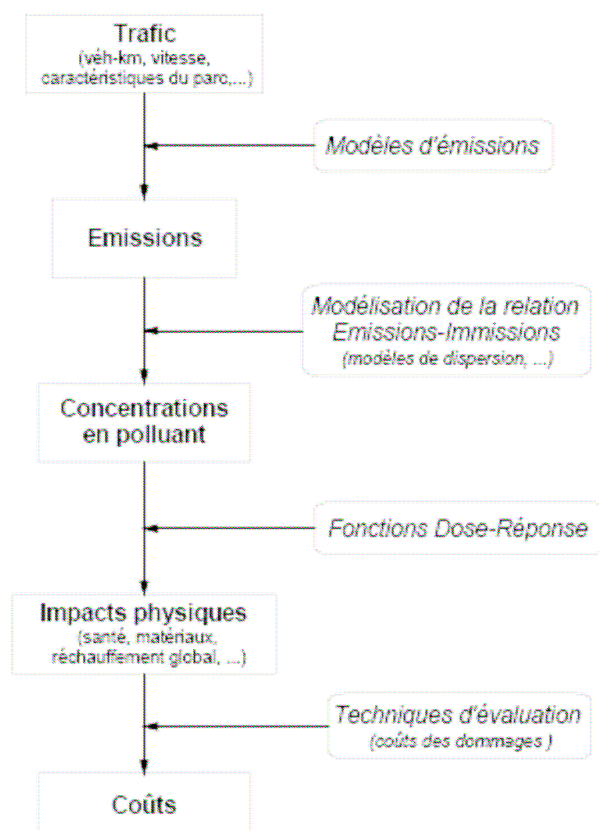 Trafic
(véh-km, vitesse,
caractéristiques du parc,...)
Modèles d'émissions
Emissions
Modélisation de la relation
Emissions-Immissions
(modèles de dispersion, ...)
Concentrations
en polluant
Fonctions Dose-Réponse
Impacts physiques
(santé, matériaux,
réchauffement global, ...)
Techniques d'évaluation
(coûts des dommages )
Coûts